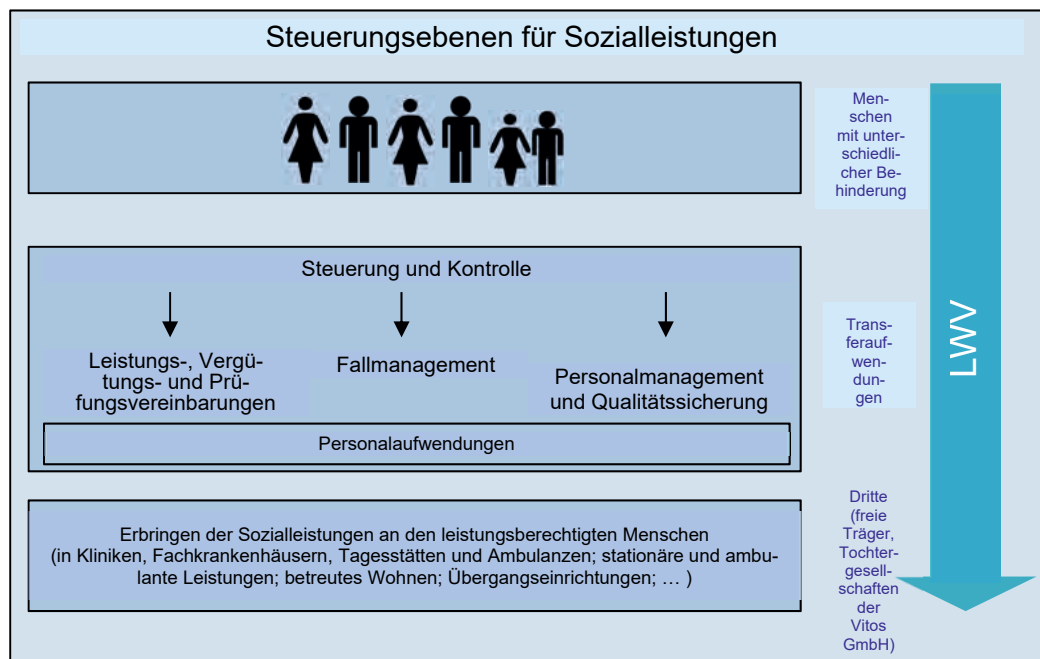 Steuerungsebenen für Sozialleistungen
Men-
schen
mit unter-
schiedli-
cher Be-
hinderung
Steuerung und Kontrolle
Leistungs-, Vergü-
tungs- und Prü-
fungsvereinbarungen
Fallmanagement
Personalmanagement
und Qualitätssicherung
Personalaufwendungen
Trans-
feraufwen-
dun-
gen
LWV
Erbringen der Sozialleistungen an den leistungsberechtigten Menschen
(in Kliniken, Fachkrankenhäusern, Tagesstätten und Ambulanzen; stationäre und ambu-
lante Leistungen; betreutes Wohnen; Übergangseinrichtungen; … )
Dritte
(freie
Träger,
Tochter-
gesell-
schaften
der
Vitos
GmbH)